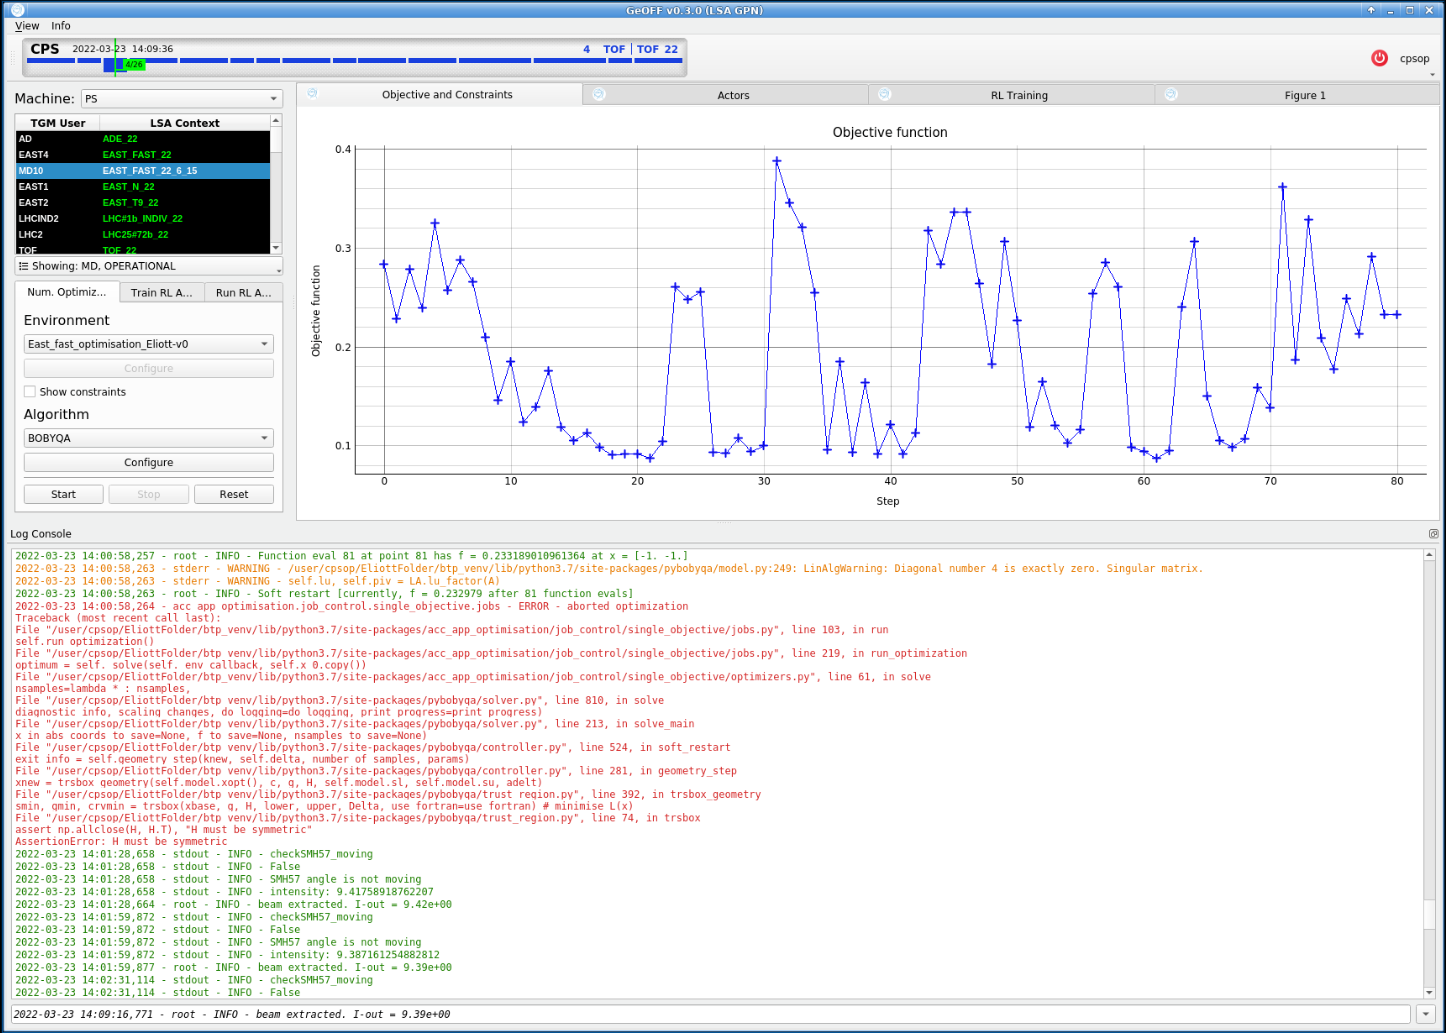 GeOFF v0.3.0 (LSA GPN)
View Info
CPS 2022-03-23 14:09:36 4 TOF | TOF 22
4/26
cpsop
Machine: PS
TGM User LSA Context
AD ADE_22
EAST4 EAST_FAST_22
MD10 EAST_FAST_22_6_15
EAST1 EAST_N_22
EAST2 EAST_T9_22
LHCIND2 LHC#1b_INDIV_22
LHC2 LHC25#72b_22
TOF TOF_22
Showing: MD, OPERATIONAL
Num. Optimiz... Train RL A... Run RL A...
Environment
East_fast_optimisation_Eliott-v0
Configure
Show constraints
Algorithm
BOBYQA
Configure
Start Stop Reset
Objective and Constraints Actors RL Training Figure 1
Objective function
0.4
0.3
0.2
0.1
Objective function
0 10 20 30 40 50 60 70 80
Step
Log Console
2022-03-23 14:00:58,257 - root - INFO - Function eval 81 at point 81 has f = 0.233189010961364 at x = [-1. -1.]
2022-03-23 14:00:58,263 - stderr - WARNING - /user/cpsop/EliottFolder/btp_venv/lib/python3.7/site-packages/pybobyqa/model.py:249: LinAlgWarning: Diagonal number 4 is exactly zero. Singular matrix.
2022-03-23 14:00:58,263 - stderr - WARNING - self.lu, self.piv = LA.lu_factor(A)
2022-03-23 14:00:58,263 - root - INFO - Soft restart [currently, f = 0.232979 after 81 function evals]
2022-03-23 14:00:58,264 - acc_app_optimisation.job_control.single_objective.jobs - ERROR - aborted optimization
Traceback (most recent call last):
File "/user/cpsop/EliottFolder/btp_venv/lib/python3.7/site-packages/acc_app_optimisation/job_control/single_objective/jobs.py", line 103, in run
self.run_optimization()
File "/user/cpsop/EliottFolder/btp_venv/lib/python3.7/site-packages/acc_app_optimisation/job_control/single_objective/jobs.py", line 219, in run_optimization
optimum = self._solve(self._env_callback, self.x_0.copy())
File "/user/cpsop/EliottFolder/btp_venv/lib/python3.7/site-packages/acc_app_optimisation/job_control/single_objective/optimizers.py", line 61, in solve
nsamples=lambda *_: nsamples,
File "/user/cpsop/EliottFolder/btp_venv/lib/python3.7/site-packages/pybobyqa/solver.py", line 810, in solve
diagnostic_info, scaling_changes, do_logging=do_logging, print_progress=print_progress)
File "/user/cpsop/EliottFolder/btp_venv/lib/python3.7/site-packages/pybobyqa/solver.py", line 213, in solve_main
x_in_abs_coords_to_save=None, f_to_save=None, nsamples_to_save=None)
File "/user/cpsop/EliottFolder/btp_venv/lib/python3.7/site-packages/pybobyqa/controller.py", line 524, in soft_restart
exit_info = self.geometry_step(knew, self.delta, number_of_samples, params)
File "/user/cpsop/EliottFolder/btp_venv/lib/python3.7/site-packages/pybobyqa/controller.py", line 281, in geometry_step
xnew = trsbox_geometry(self.model.xopt(), c, g, H, self.model.sl, self.model.su, adelt)
File "/user/cpsop/EliottFolder/btp_venv/lib/python3.7/site-packages/pybobyqa/trust_region.py", line 392, in trsbox_geometry
smin, gmin, crvmin = trsbox(xbase, g, H, lower, upper, Delta, use_fortran=use_fortran) # minimise L(x)
File "/user/cpsop/EliottFolder/btp_venv/lib/python3.7/site-packages/pybobyqa/trust_region.py", line 74, in trsbox
assert np.allclose(H, H.T), "H must be symmetric"
AssertionError: H must be symmetric
2022-03-23 14:01:28,658 - stdout - INFO - checkSMH57_moving
2022-03-23 14:01:28,658 - stdout - INFO - False
2022-03-23 14:01:28,658 - stdout - INFO - SMH57 angle is not moving
2022-03-23 14:01:28,658 - stdout - INFO - intensity: 9.41758918762207
2022-03-23 14:01:28,664 - root - INFO - beam extracted. I-out = 9.42e+00
2022-03-23 14:01:59,872 - stdout - INFO - checkSMH57_moving
2022-03-23 14:01:59,872 - stdout - INFO - False
2022-03-23 14:01:59,872 - stdout - INFO - SMH57 angle is not moving
2022-03-23 14:01:59,872 - stdout - INFO - intensity: 9.387161254882812
2022-03-23 14:01:59,877 - root - INFO - beam extracted. I-out = 9.39e+00
2022-03-23 14:02:31,114 - stdout - INFO - checkSMH57_moving
2022-03-23 14:02:31,114 - stdout - INFO - False
2022-03-23 14:09:16,771 - root - INFO - beam extracted. I-out = 9.39e+00